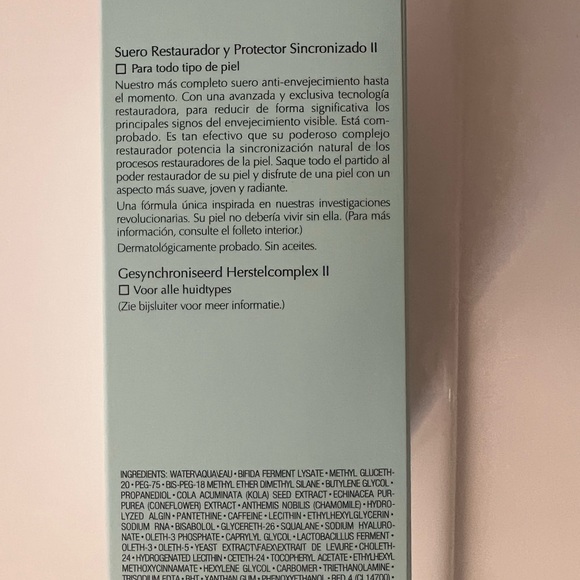 Suero Restaurador y Protector Sincronizado II
☐ Para todo tipo de piel
Nuestro más completo suero anti-envejecimiento hasta
el momento. Con una avanzada y exclusiva tecnología
restauradora, para reducir de forma significativa los
principales signos del envejecimiento visible. Está com-
probado. Es tan efectivo que su poderoso complejo
restaurador potencia la sincronización natural de los
procesos restauradores de la piel. Saque todo el partido al
poder restaurador de su piel y disfrute de una piel con un
aspecto más suave, joven y radiante.
Una fórmula única inspirada en nuestras investigaciones
revolucionarias. Su piel no debería vivir sin ella. (Para más
información, consulte el folleto interior.)
Dermatológicamente probado. Sin aceites.
Gesynchroniseerd Herstelcomplex II
☐ Voor alle huidtypes
(Zie bijsluiter voor meer informatie.)
INGREDIENTS: WATER\AQUA\EAU • BIFIDA FERMENT LYSATE • METHYL GLUCETH-
20 • PEG-75 • BIS-PEG-18 METHYL ETHER DIMETHYL SILANE • BUTYLENE GLYCOL •
PROPANEDIOL • COLA ACUMINATA (KOLA) SEED EXTRACT • ECHINACEA PUR-
PUREA (CONEFLOWER) EXTRACT • ANTHEMIS NOBILIS (CHAMOMILE) • HYDRO-
LYZED ALGIN • PANTETHINE • CAFFEINE • LECITHIN • ETHYLHEXYLGLYCERIN •
SODIUM RNA • BISABOLOL • GLYCERETH-26 • SQUALANE • SODIUM HYALURO-
NATE • OLETH-3 PHOSPHATE • CAPRYLYL GLYCOL • LACTOBACILLUS FERMENT •
OLETH-3 • OLETH-5 • YEAST EXTRACT\FAEX\EXTRAIT DE LEVURE • CHOLETH-
24 • HYDROGENATED LECITHIN • CETETH-24 • TOCOPHERYL ACETATE • ETHYLHEXYL
METHOXYCINNAMATE • HEXYLENE GLYCOL • CARBOMER • TRIETHANOLAMINE •
TRISODIUM EDTA • BHT • XANTHAN GUM • PHENOXYETHANOL • RED 4 (CI 14700) •